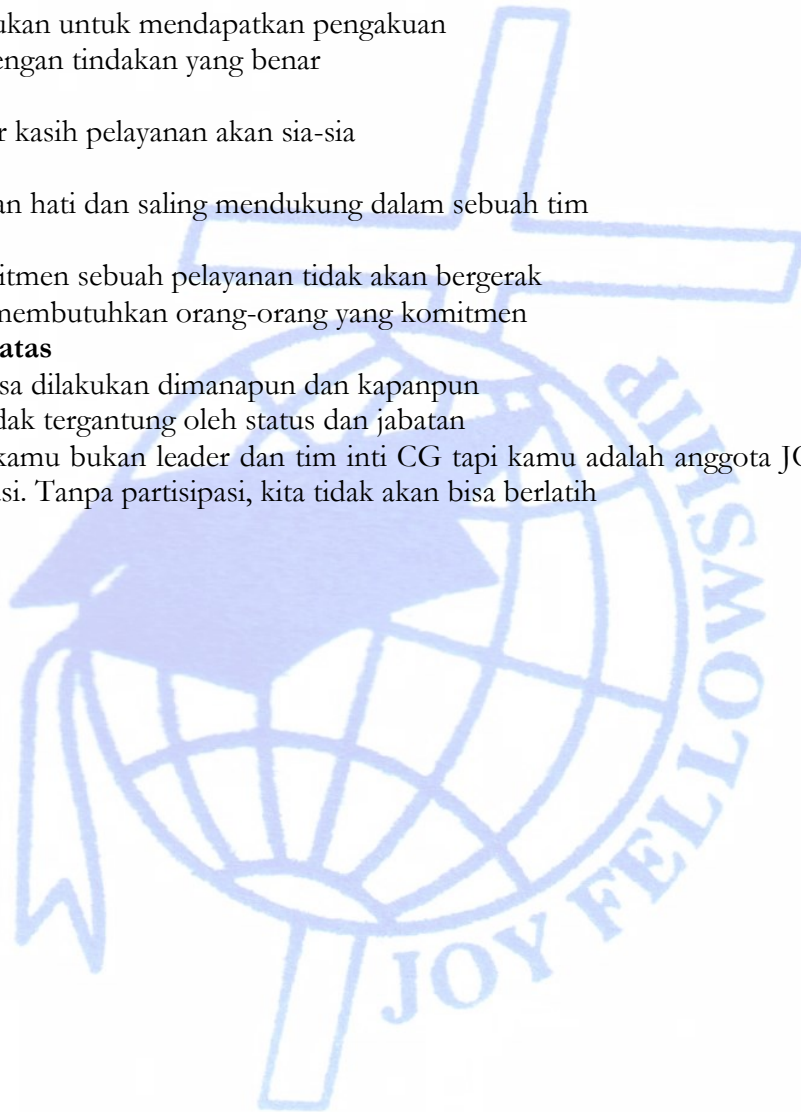 ukan untuk mendapatkan pengakuan
engan tindakan yang benar
r kasih pelayanan akan sia-sia
an hati dan saling mendukung dalam sebuah tim
itmen sebuah pelayanan tidak akan bergerak
membutuhkan orang-orang yang komitmen
atas
sa dilakukan dimanapun dan kapanpun
dak tergantung oleh status dan jabatan
kamu bukan leader dan tim inti CG tapi kamu adalah anggota JO
asi. Tanpa partisipasi, kita tidak akan bisa berlatih
JOY FELLOWSHIP